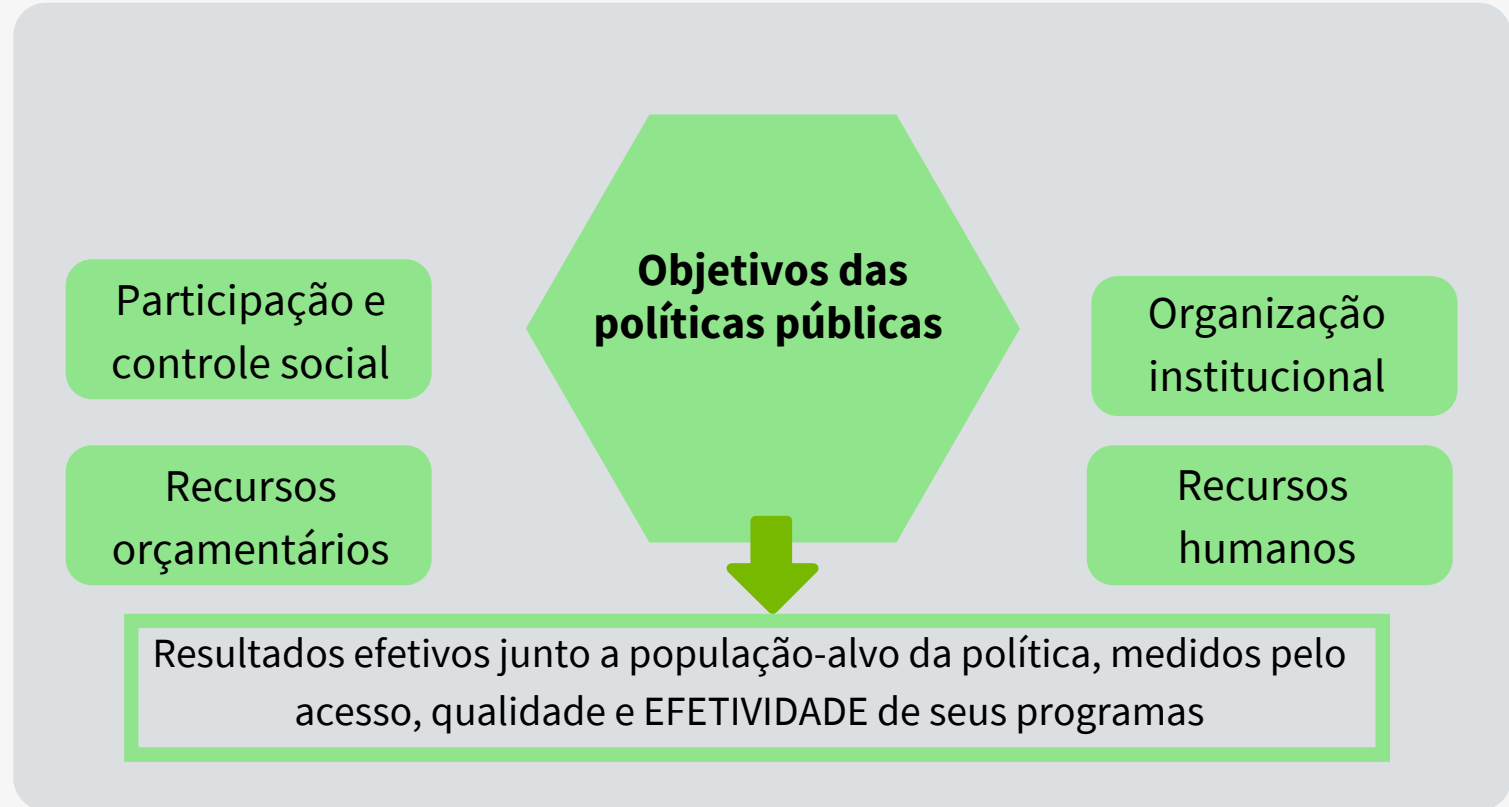 Objetivos das
políticas públicas
Participação e
controle social
Organização
institucional
Recursos
orçamentários
Recursos
humanos
Resultados efetivos junto a população-alvo da política, medidos pelo
acesso, qualidade e EFETIVIDADE de seus programas